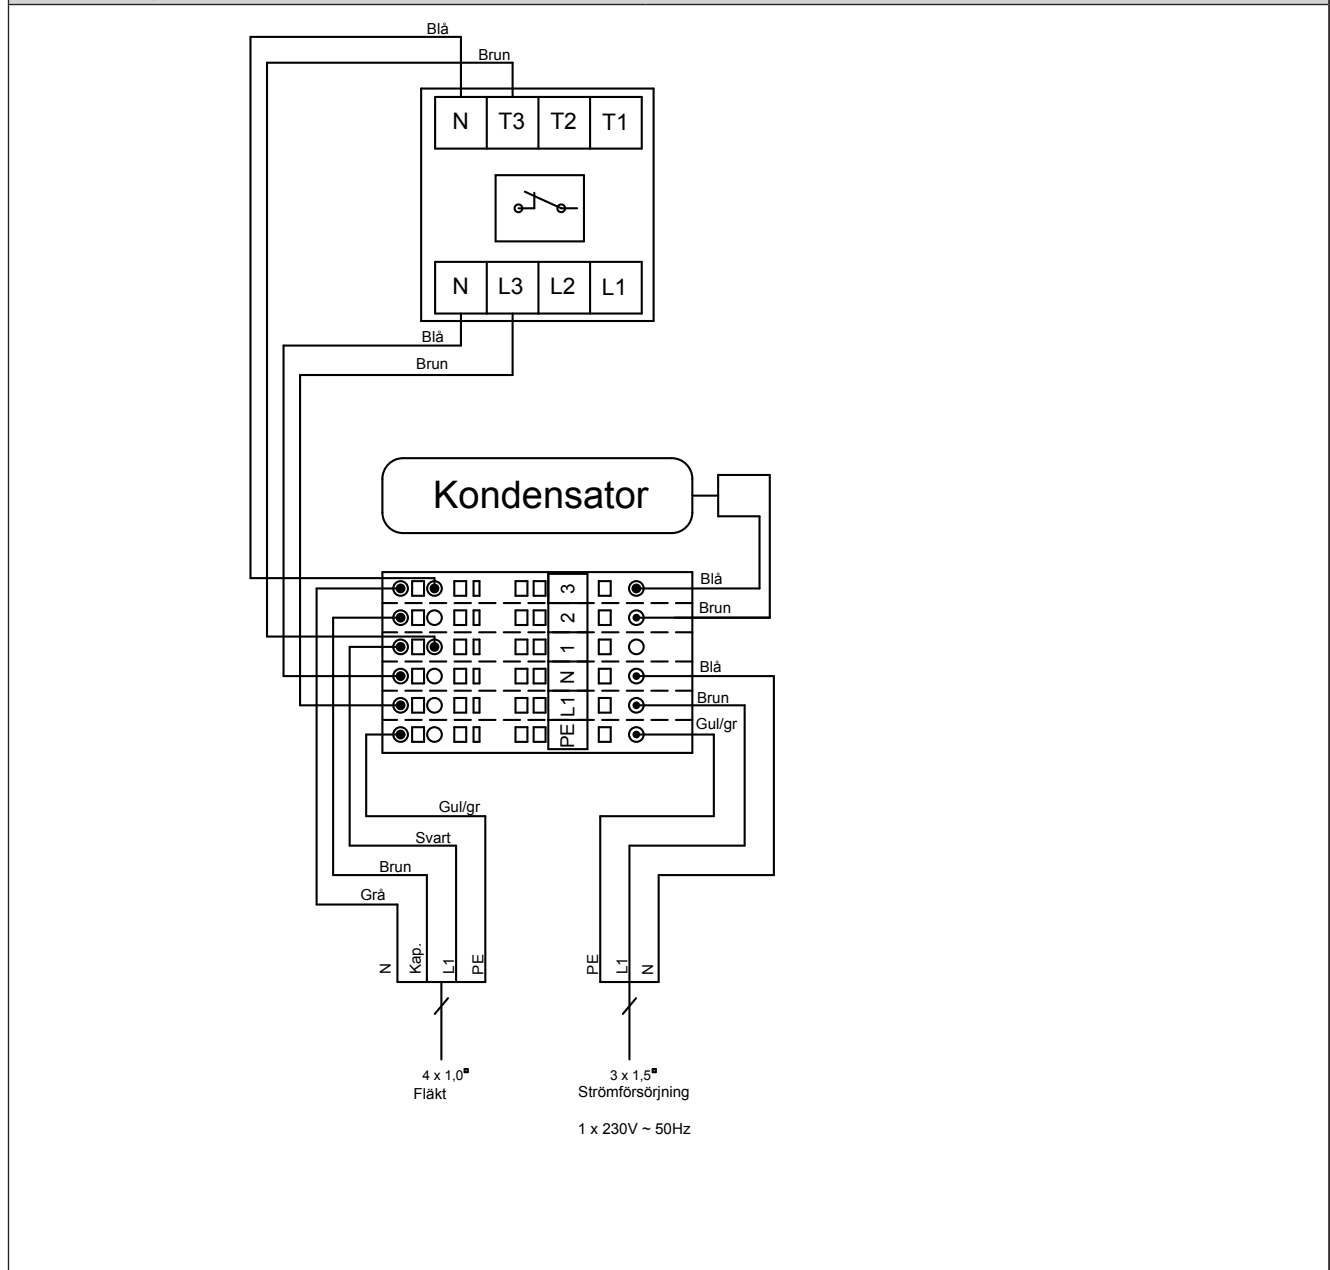 Blå
Brun
N T3 T2 T1
N L3 L2 L1
Blå
Brun
Kondensator
3
2
1
N
L1
PE
Blå
Brun
Blå
Brun
Gul/gr
Gul/gr
Svart
Brun
Grå
N Kap. L1 PE
PE L1 N
4 x 1,0
Fläkt
3 x 1,5
Strömförsörjning
1 x 230V ~ 50Hz